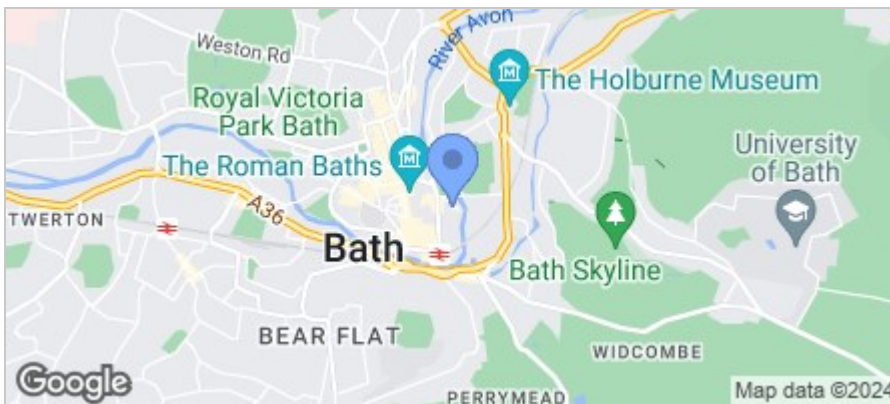 Weston Rd
River Avon
The Holburne Museum
Royal Victoria
Park Bath
The Roman Baths
University
of Bath
TWERTON
A36
Bath
Bath Skyline
BEAR FLAT
WIDCOMBE
PERRYMEAD
Google
Map data ©2024